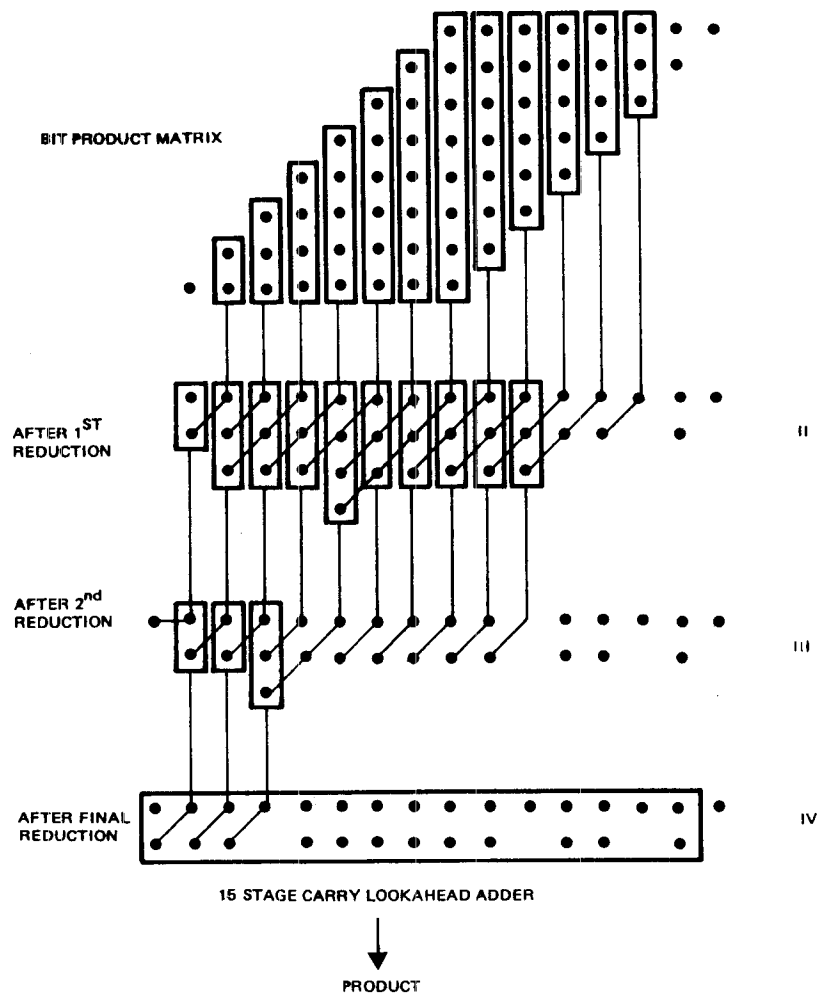 BIT PRODUCT MATRIX
AFTER 1ST
REDUCTION
II
AFTER 2nd
REDUCTION
III
AFTER FINAL
REDUCTION
IV
15 STAGE CARRY LOOKAHEAD ADDER
PRODUCT